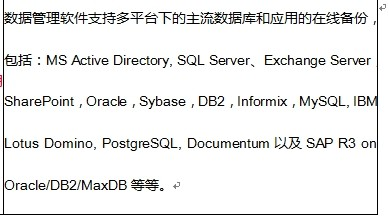 数据管理软件支持多平台下的主流数据库和应用的在线备份，
包括：MS Active Directory, SQL Server、Exchange Server
SharePoint，Oracle，Sybase，DB2，Informix，MySQL, IBM
Lotus Domino, PostgreSQL, Documentum 以及 SAP R3 on
Oracle/DB2/MaxDB 等等。